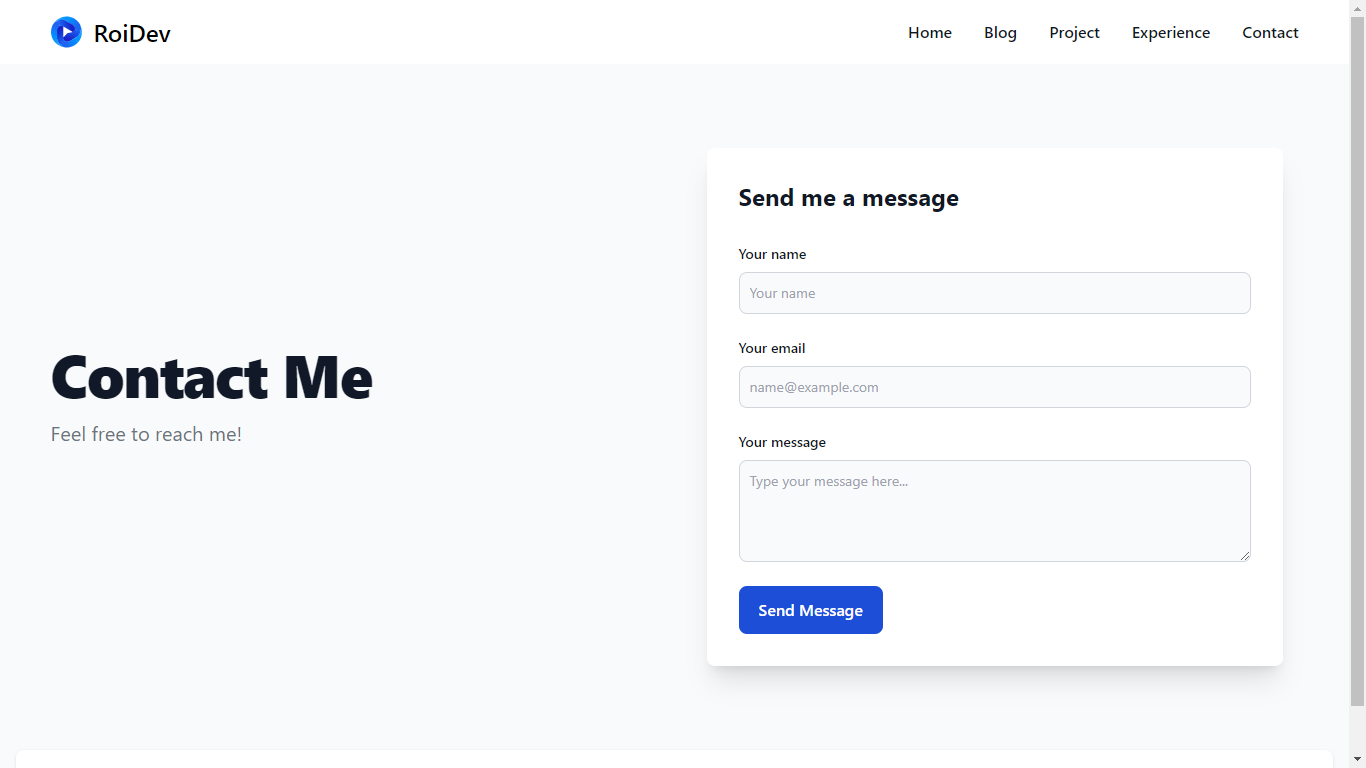 RoiDev
Home Blog Project Experience Contact
Contact Me
Feel free to reach me!
Send me a message
Your name
Your name
Your email
name@example.com
Your message
Type your message here...
Send Message